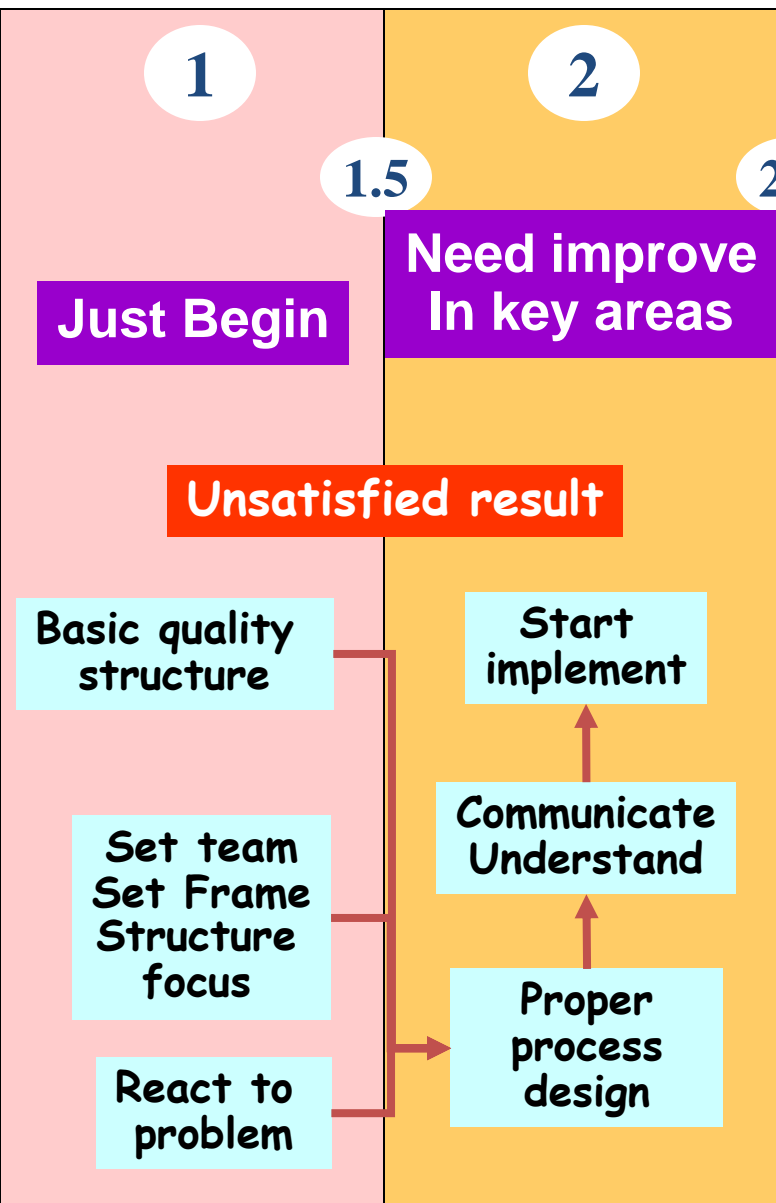 1
2
1.5
2
Just Begin
Need improve
In key areas
Unsatisfied result
Basic quality
structure
Set team
Set Frame
Structure
focus
React to
problem
Start
implement
Communicate
Understand
Proper
process
design